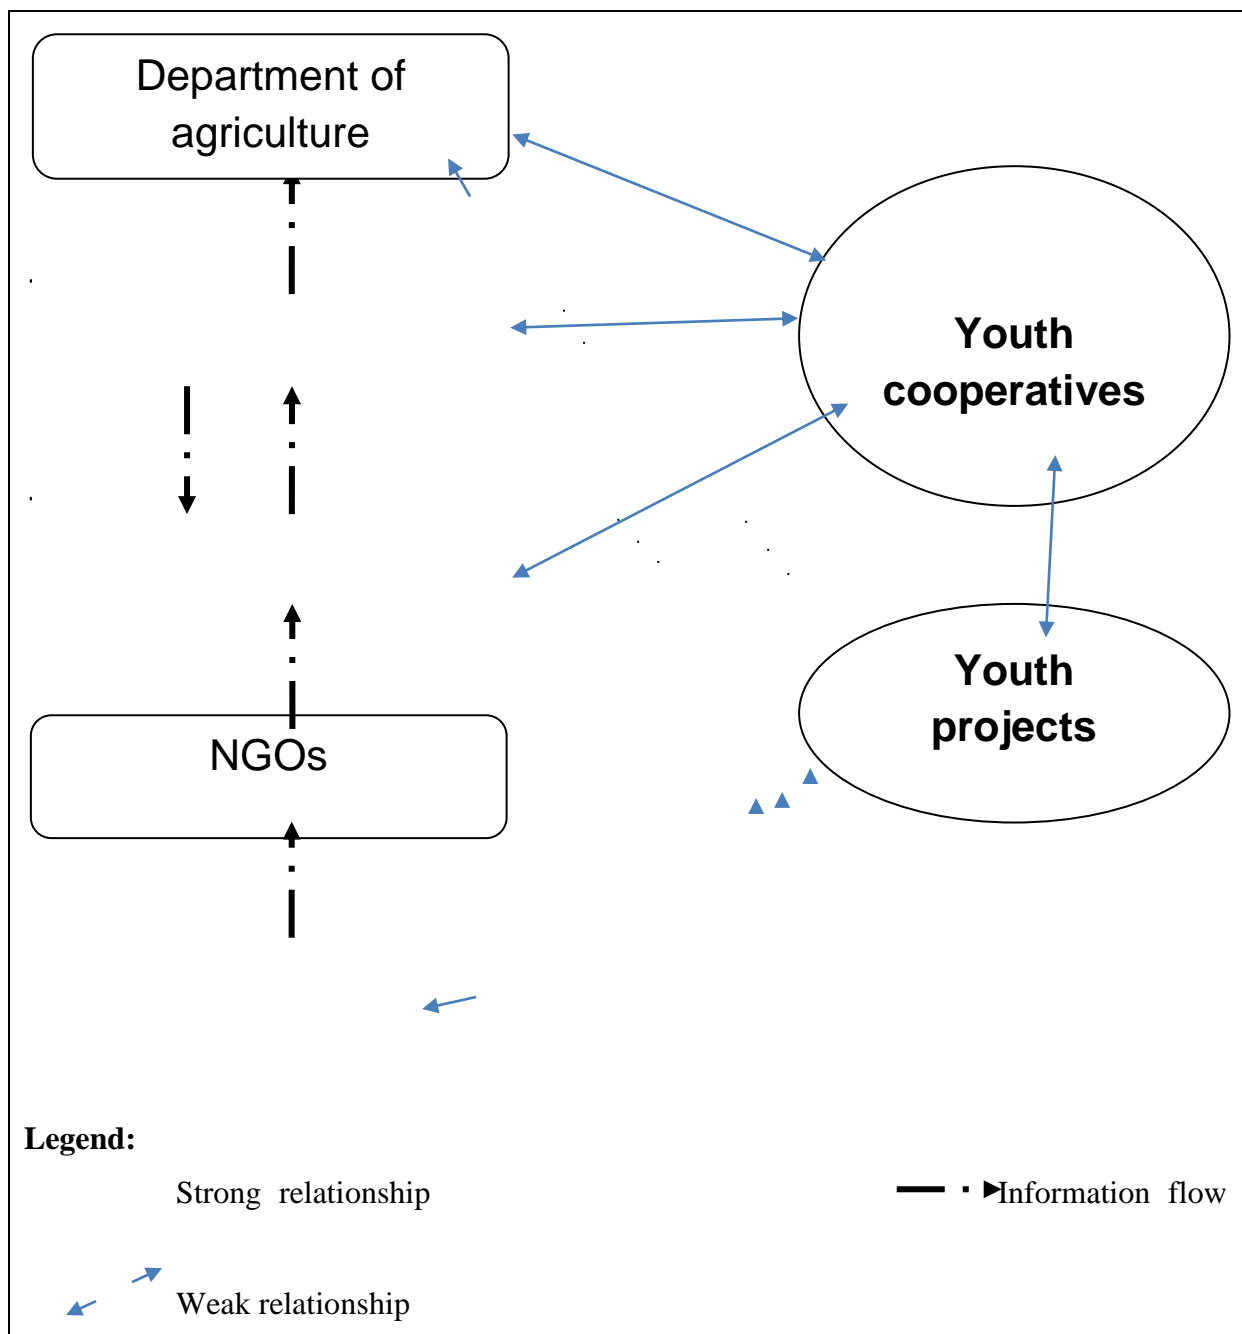 Department of
agriculture
Youth
cooperatives
Youth
projects
NGOs
Legend:
Strong relationship
Information flow
Weak relationship